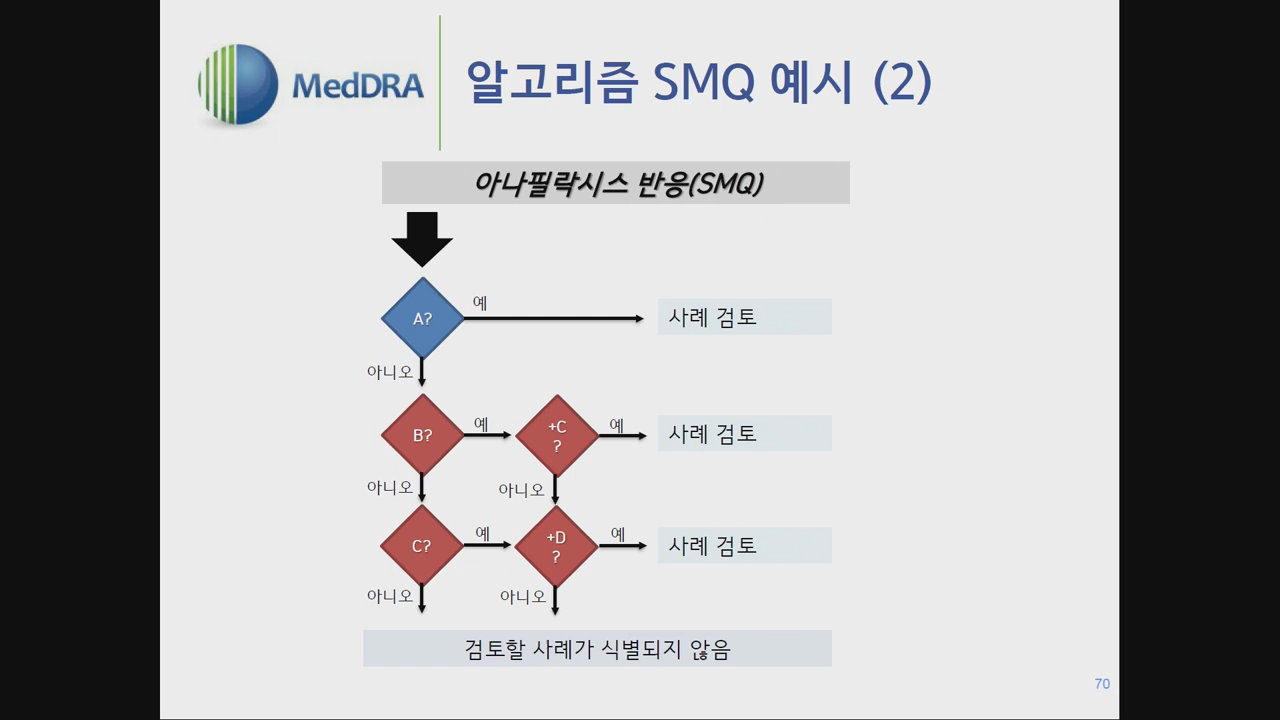 MedDRA
알고리즘 SMQ 예시 (2)
아나필락시스 반응(SMQ)
A?
예
사례 검토
아니오
B?
예
+C
?
예
사례 검토
아니오
아니오
C?
예
+D
?
예
사례 검토
아니오
아니오
검토할 사례가 식별되지 않음
70